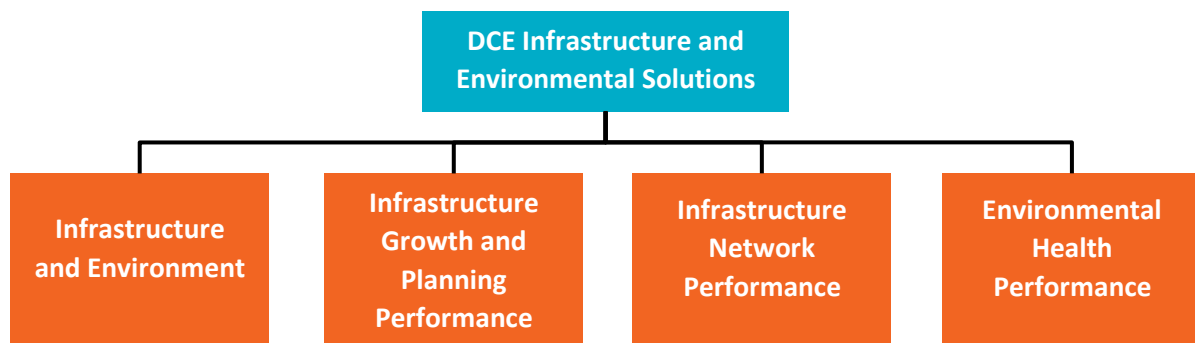 DCE Infrastructure and
Environmental Solutions
Infrastructure
and Environment
Infrastructure
Growth and
Planning
Performance
Infrastructure
Network
Performance
Environmental
Health
Performance